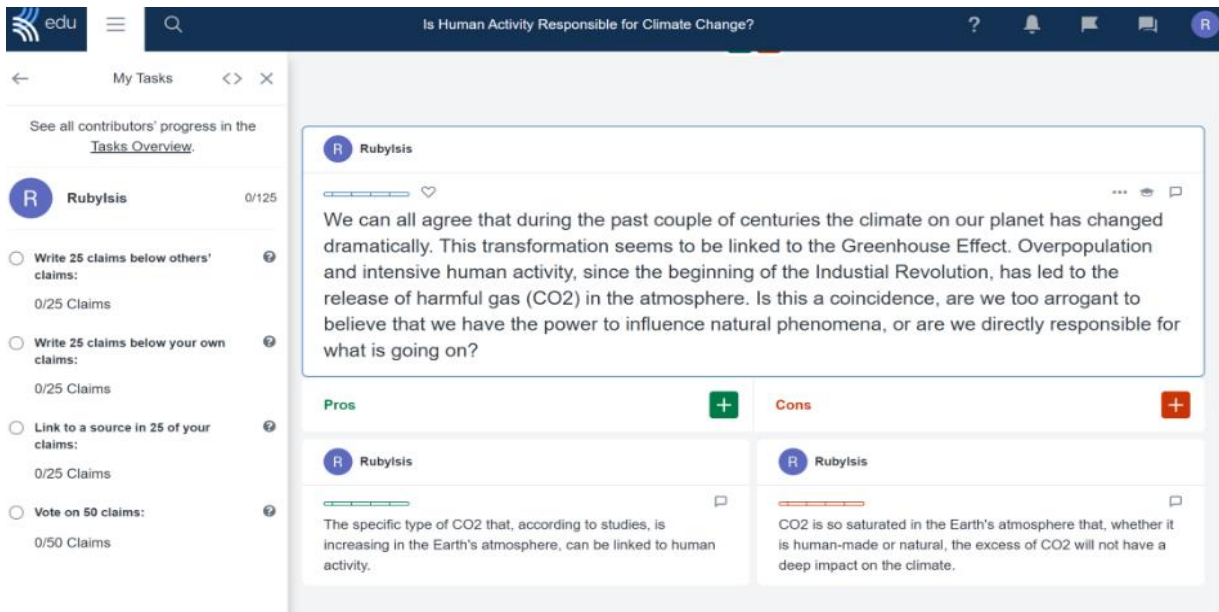 edu
Is Human Activity Responsible for Climate Change?
?
R
My Tasks
See all contributors' progress in the
Tasks Overview.
R
RubyIsis
0/125
Write 25 claims below others'
claims:
0/25 Claims
Write 25 claims below your own
claims:
0/25 Claims
Link to a source in 25 of your
claims:
0/25 Claims
Vote on 50 claims:
0/50 Claims
R
RubyIsis
We can all agree that during the past couple of centuries the climate on our planet has changed
dramatically. This transformation seems to be linked to the Greenhouse Effect. Overpopulation
and intensive human activity, since the beginning of the Industial Revolution, has led to the
release of harmful gas (CO2) in the atmosphere. Is this a coincidence, are we too arrogant to
believe that we have the power to influence natural phenomena, or are we directly responsible for
what is going on?
Pros
Cons
R
RubyIsis
The specific type of CO2 that, according to studies, is
increasing in the Earth's atmosphere, can be linked to human
activity.
R
RubyIsis
CO2 is so saturated in the Earth's atmosphere that, whether it
is human-made or natural, the excess of CO2 will not have a
deep impact on the climate.